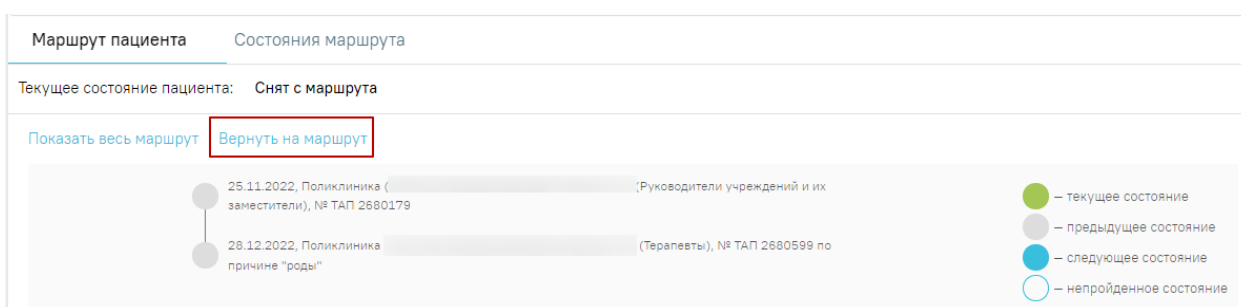 Маршрут пациента Состояния маршрута
Текущее состояние пациента: Снят с маршрута
Показать весь маршрут Вернуть на маршрут
25.11.2022, Поликлиника ( (Руководители учреждений и их
заместители), № ТАП 2680179
28.12.2022, Поликлиника (Терапевты), № ТАП 2680599 по
причине "роды"
– текущее состояние
– предыдущее состояние
– следующее состояние
– непройденное состояние